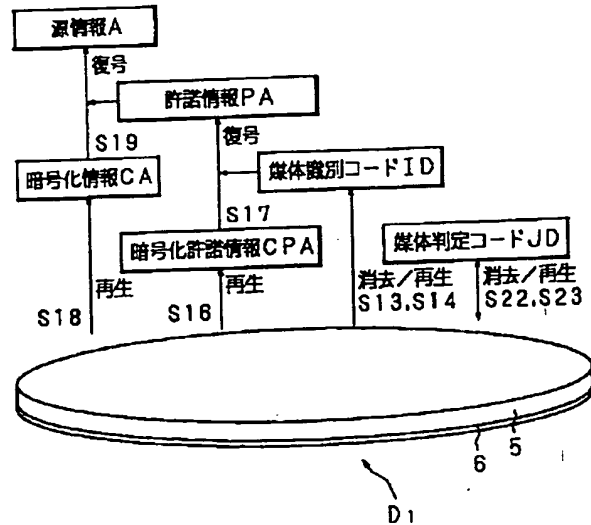 源情報A
復号
許諾情報PA
S19
復号
暗号化情報CA
媒体識別コードID
S17
暗号化許諾情報CPA
媒体判定コードJD
再生
再生
消去/再生
消去/再生
S18
S16
S13,S14
S22,S23
6
5
D1